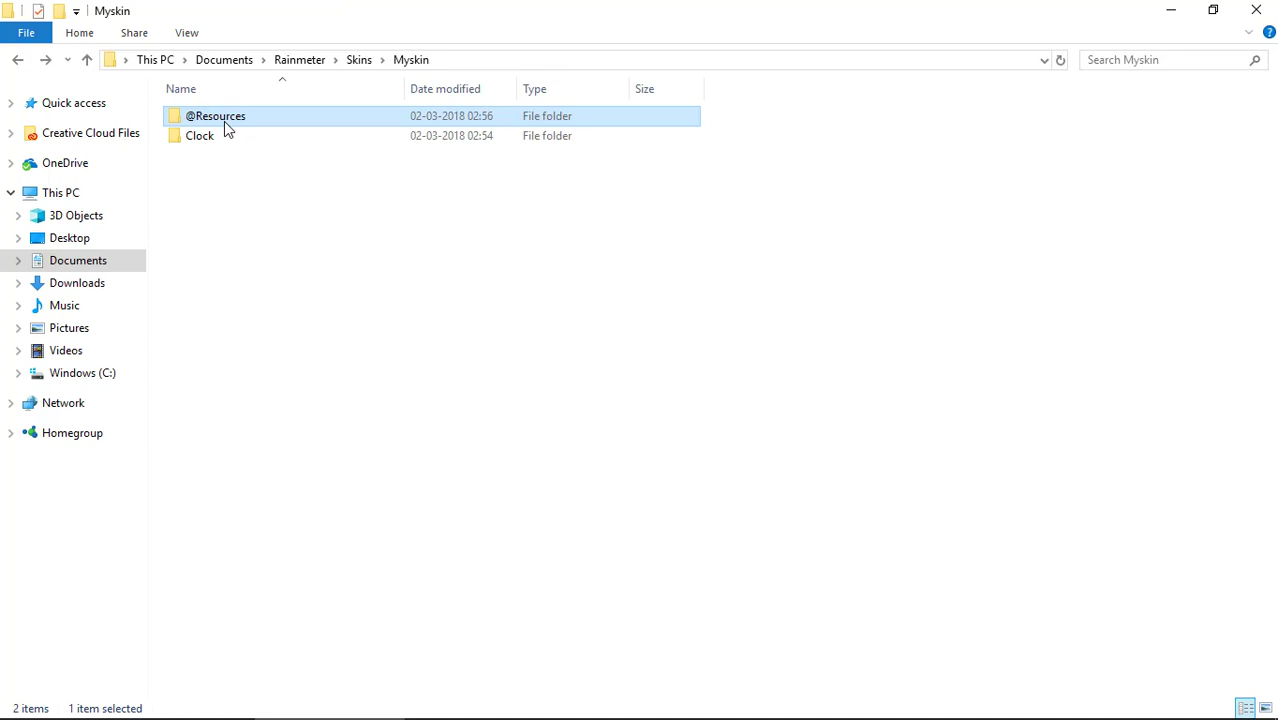 Myskin
File Home Share View
This PC Documents Rainmeter Skins Myskin Search Myskin
Name Date modified Type Size
Quick access
Creative Cloud Files
OneDrive
This PC
3D Objects
Desktop
Documents
Downloads
Music
Pictures
Videos
Windows (C:)
Network
Homegroup
@Resources 02-03-2018 02:56 File folder
Clock 02-03-2018 02:54 File folder
2 items 1 item selected